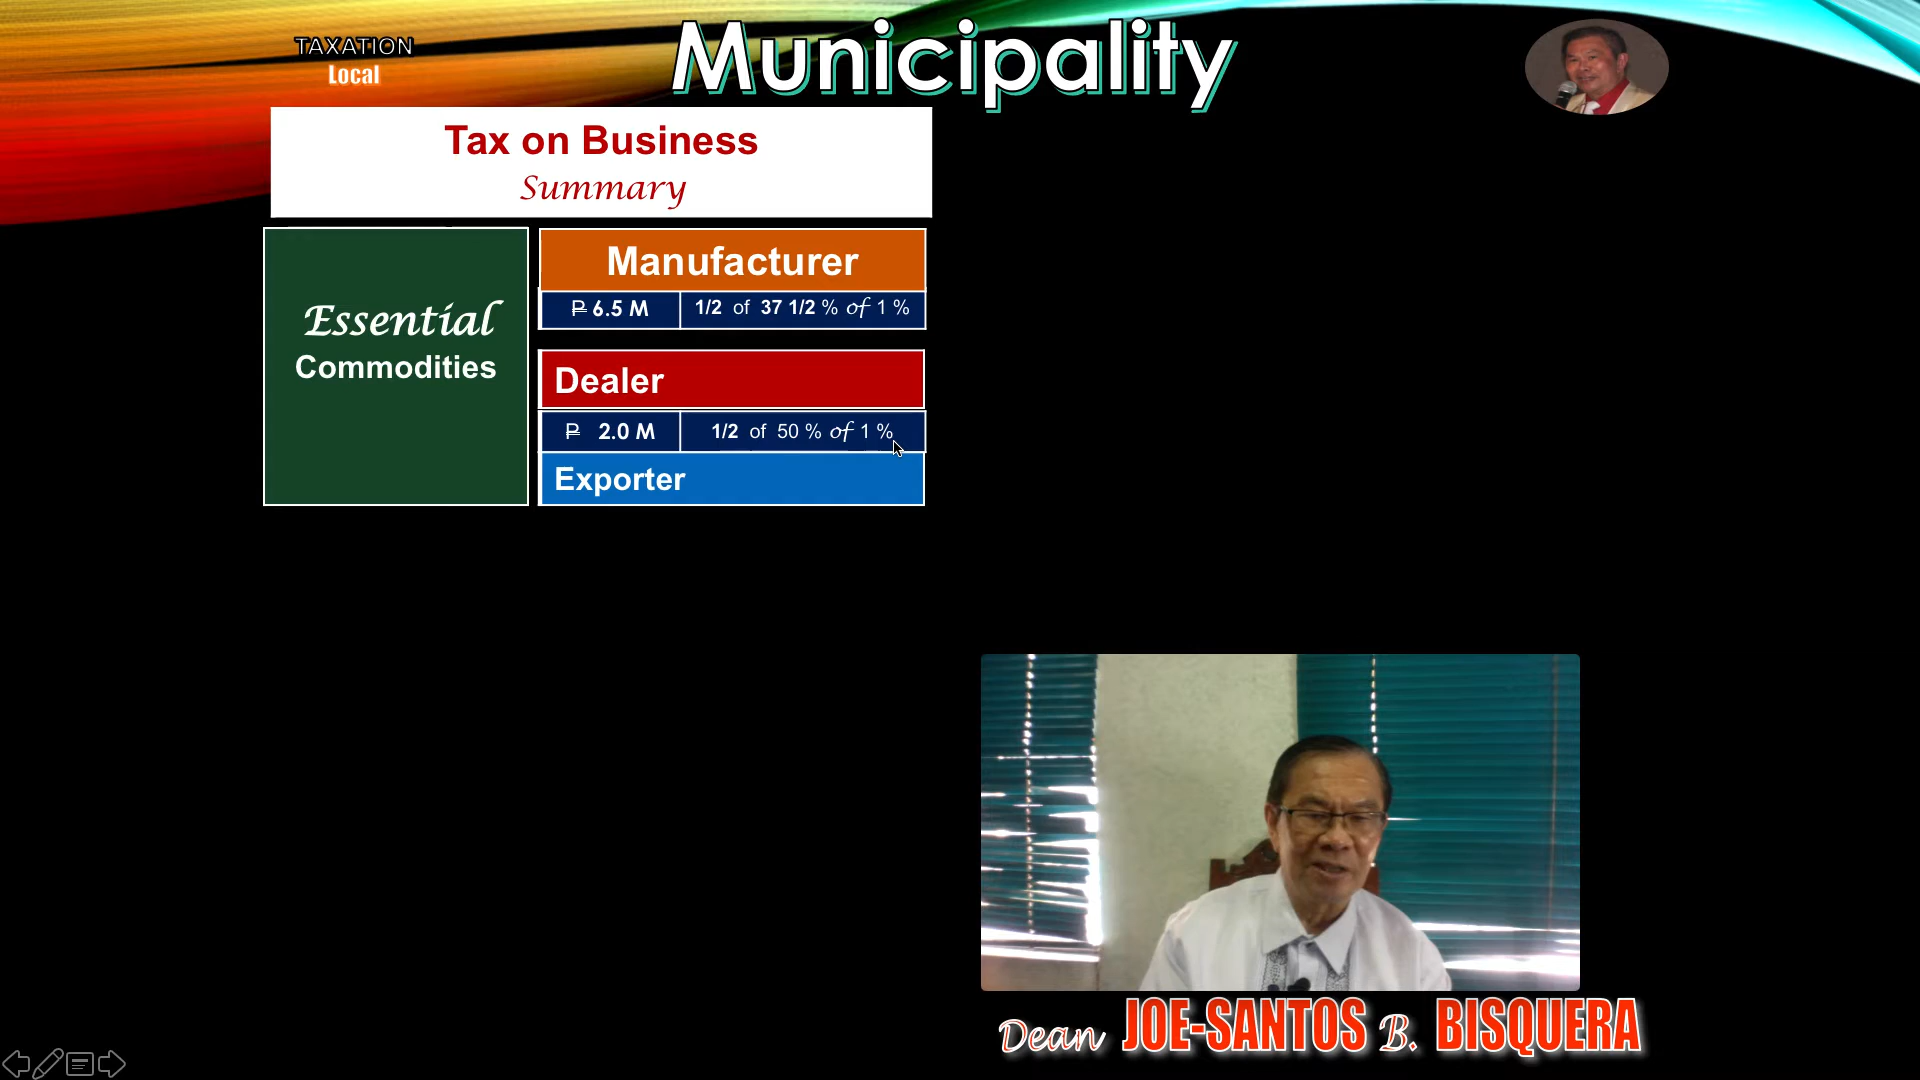 TAXATION
Local
Municipality
Tax on Business
Summary
Essential
Commodities
Manufacturer
₱ 6.5 M 1/2 of 37 1/2 % of 1 %
Dealer
₱ 2.0 M 1/2 of 50 % of 1 %
Exporter
Dean JOE-SANTOS B. BISQUERA